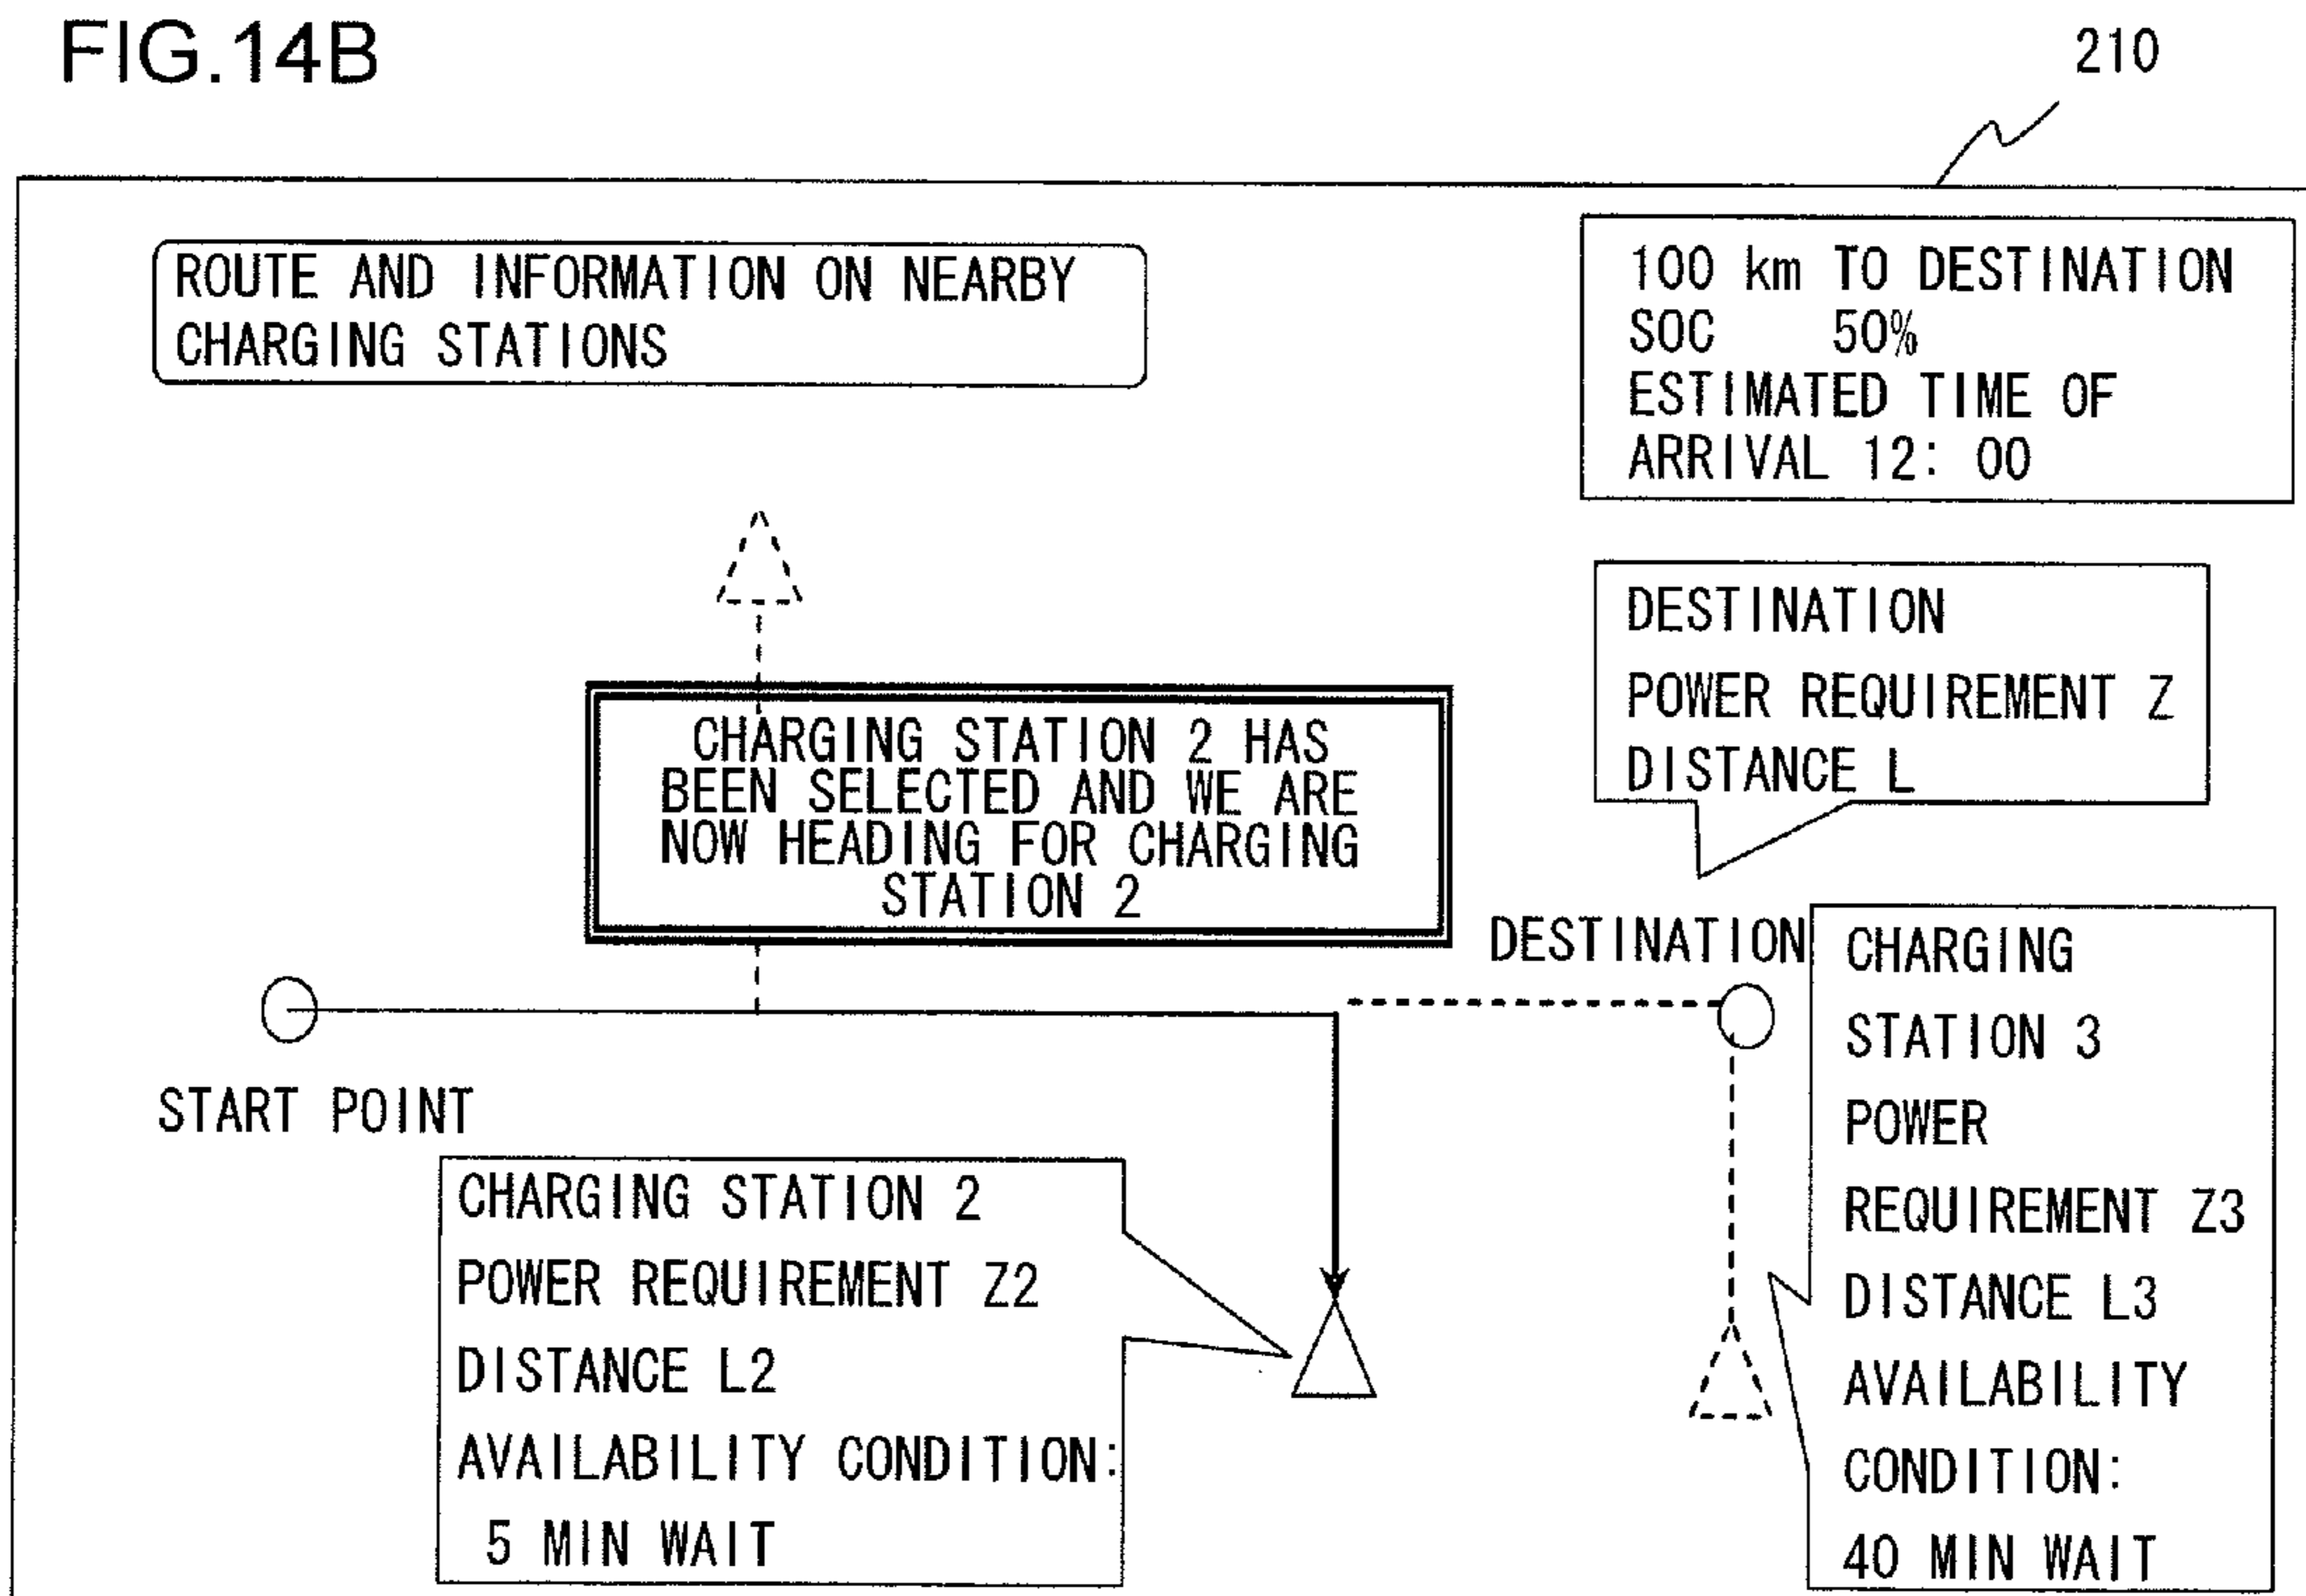 FIG.14B
210
ROUTE AND INFORMATION ON NEARBY
CHARGING STATIONS
100 km TO DESTINATION
SOC 50%
ESTIMATED TIME OF
ARRIVAL 12: 00
DESTINATION
POWER REQUIREMENT Z
DISTANCE L
CHARGING STATION 2 HAS
BEEN SELECTED AND WE ARE
NOW HEADING FOR CHARGING
STATION 2
DESTINATION
START POINT
CHARGING STATION 2
POWER REQUIREMENT Z2
DISTANCE L2
AVAILABILITY CONDITION:
5 MIN WAIT
CHARGING
STATION 3
POWER
REQUIREMENT Z3
DISTANCE L3
AVAILABILITY
CONDITION:
40 MIN WAIT